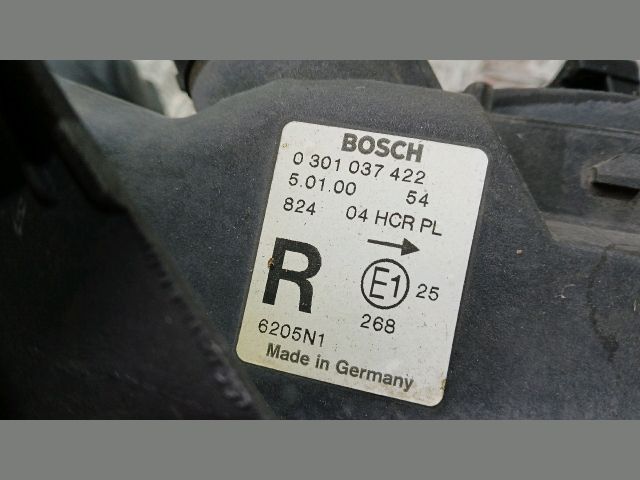 BOSCH
0 301 037 422
5.01.00 54
824 04 HCR PL
R E1 25
268
6205N1
Made in Germany